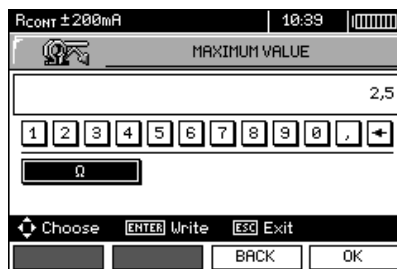 RCONT ±200mA 10:39
MAXIMUM VALUE
2,5
1 2 3 4 5 6 7 8 9 0 , ←
Ω
Choose ENTER Write ESC Exit
BACK OK